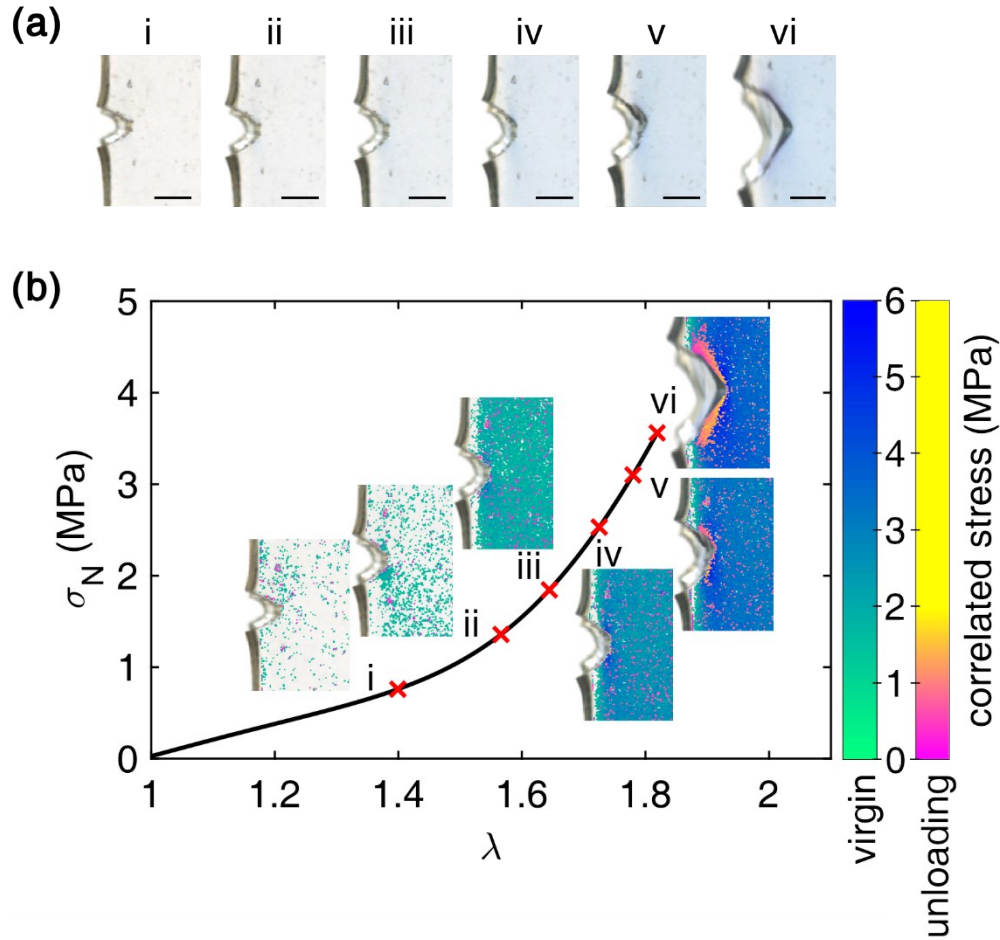 (a)
i ii iii iv v vi
(b)
5
4
3
2
1
0
σN (MPa)
1 1.2 1.4 1.6 1.8 2
λ
i
ii
iii
iv
v
vi
6
5
4
3
2
1
0
virgin
unloading
correlated stress (MPa)